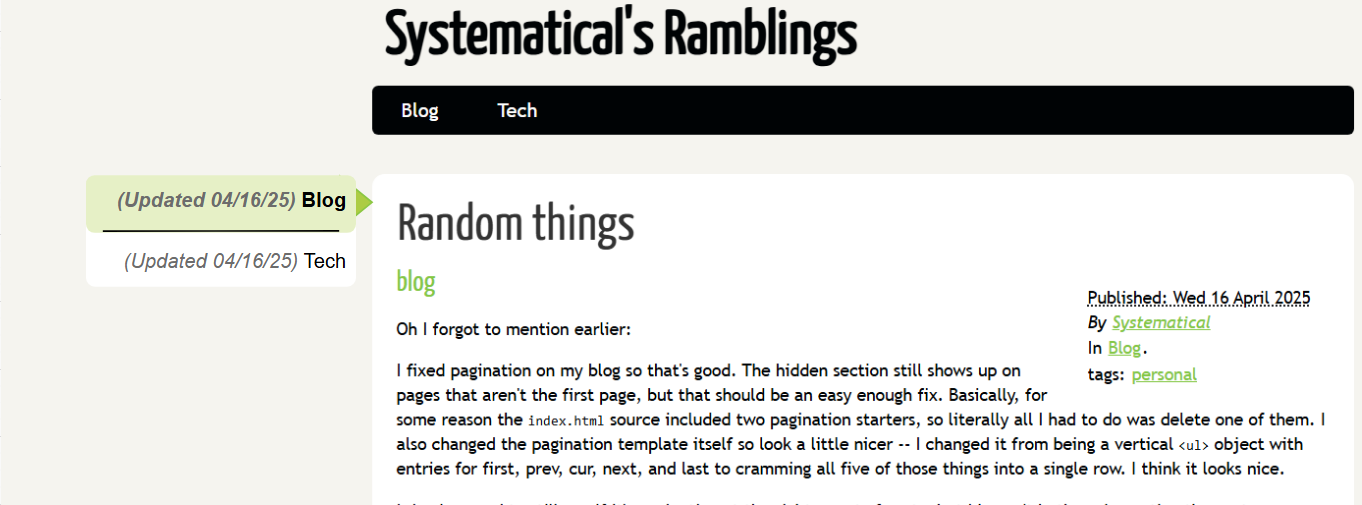 Systematical's Ramblings
Blog Tech
(Updated 04/16/25) Blog
(Updated 04/16/25) Tech
Random things
blog
Published: Wed 16 April 2025
By Systematical
In Blog.
tags: personal
Oh I forgot to mention earlier:
I fixed pagination on my blog so that's good. The hidden section still shows up on
pages that aren't the first page, but that should be an easy enough fix. Basically, for
some reason the index.html source included two pagination starters, so literally all I had to do was delete one of them. I
also changed the pagination template itself so look a little nicer -- I changed it from being a vertical <ul> object with
entries for first, prev, cur, next, and last to cramming all five of those things into a single row. I think it looks nice.